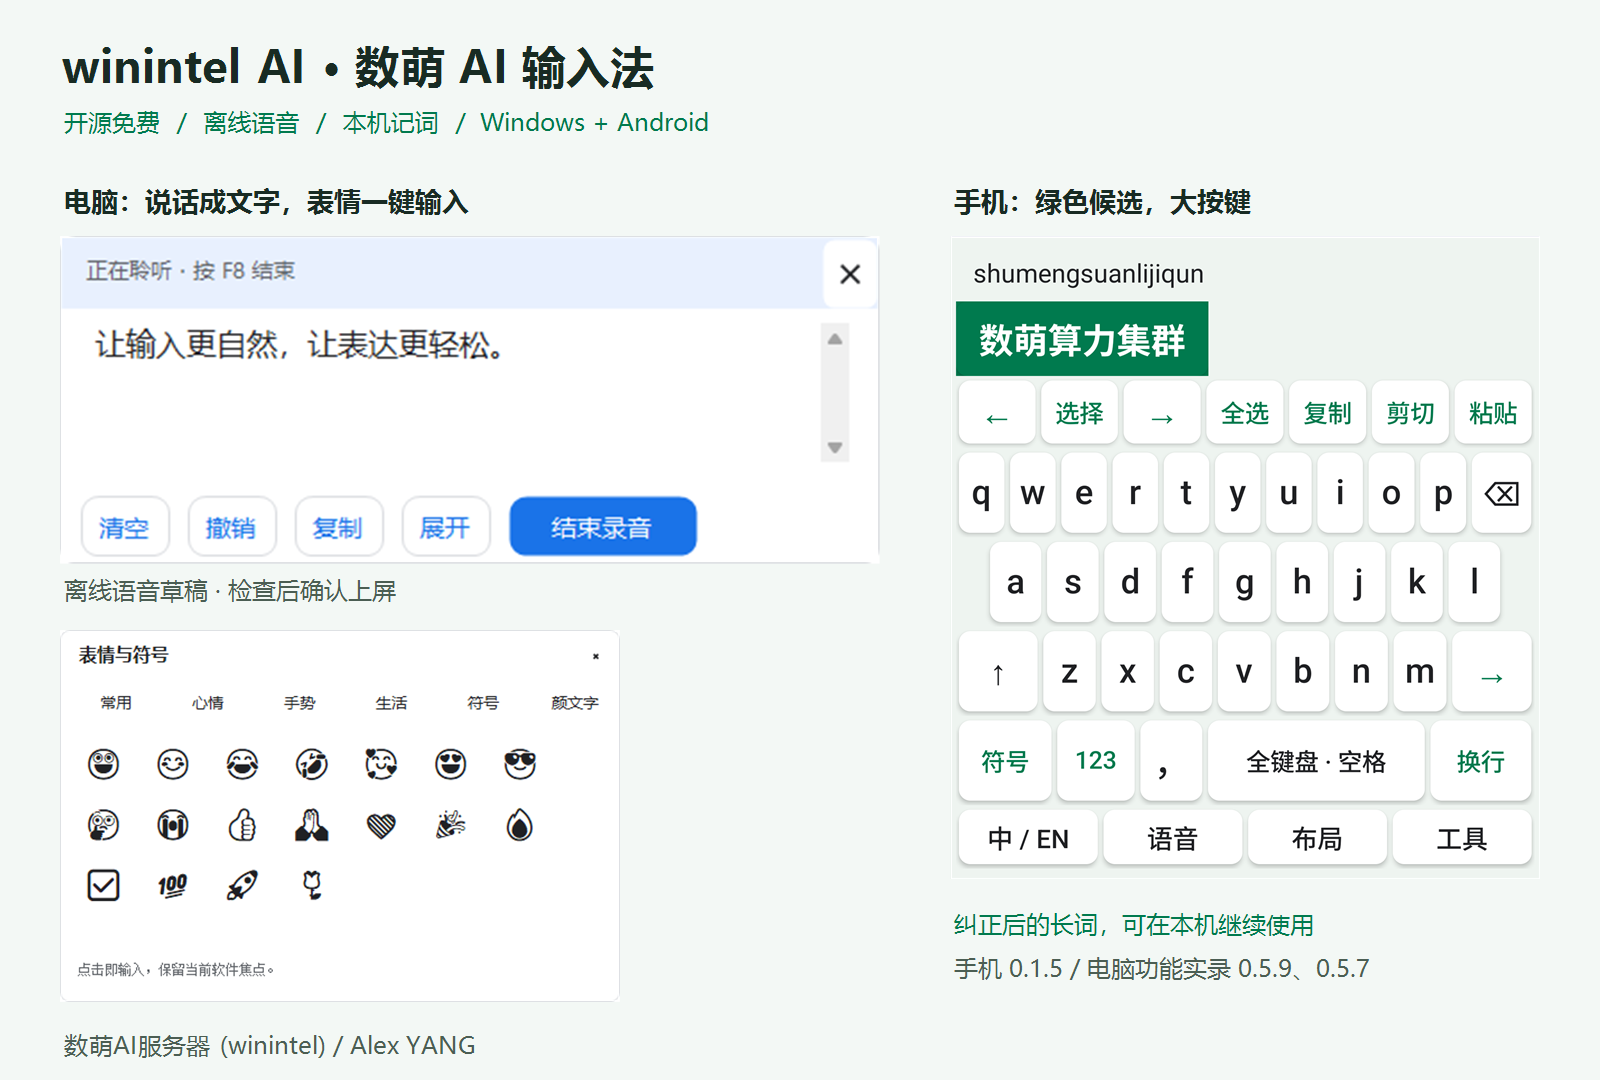 winintel AI • 数萌 AI 输入法
开源免费 / 离线语音 / 本机记词 / Windows + Android
电脑：说话成文字，表情一键输入
正在聆听 · 按 F8 结束
让输入更自然，让表达更轻松。
清空 撤销 复制 展开 结束录音
离线语音草稿 · 检查后确认上屏
表情与符号
常用 心情 手势 生活 符号 颜文字
100
点击即输入，保留当前软件焦点。
数萌AI服务器 (winintel) / Alex YANG
手机：绿色候选，大按键
shumengsuanlijiqun
数萌算力集群
← 选择 → 全选 复制 剪切 粘贴
q w e r t y u i o p
a s d f g h j k l
↑ z x c v b n m →
符号 123 ， 全键盘 · 空格 换行
中 / EN 语音 布局 工具
纠正后的长词，可在本机继续使用
手机 0.1.5 / 电脑功能实录 0.5.9、0.5.7